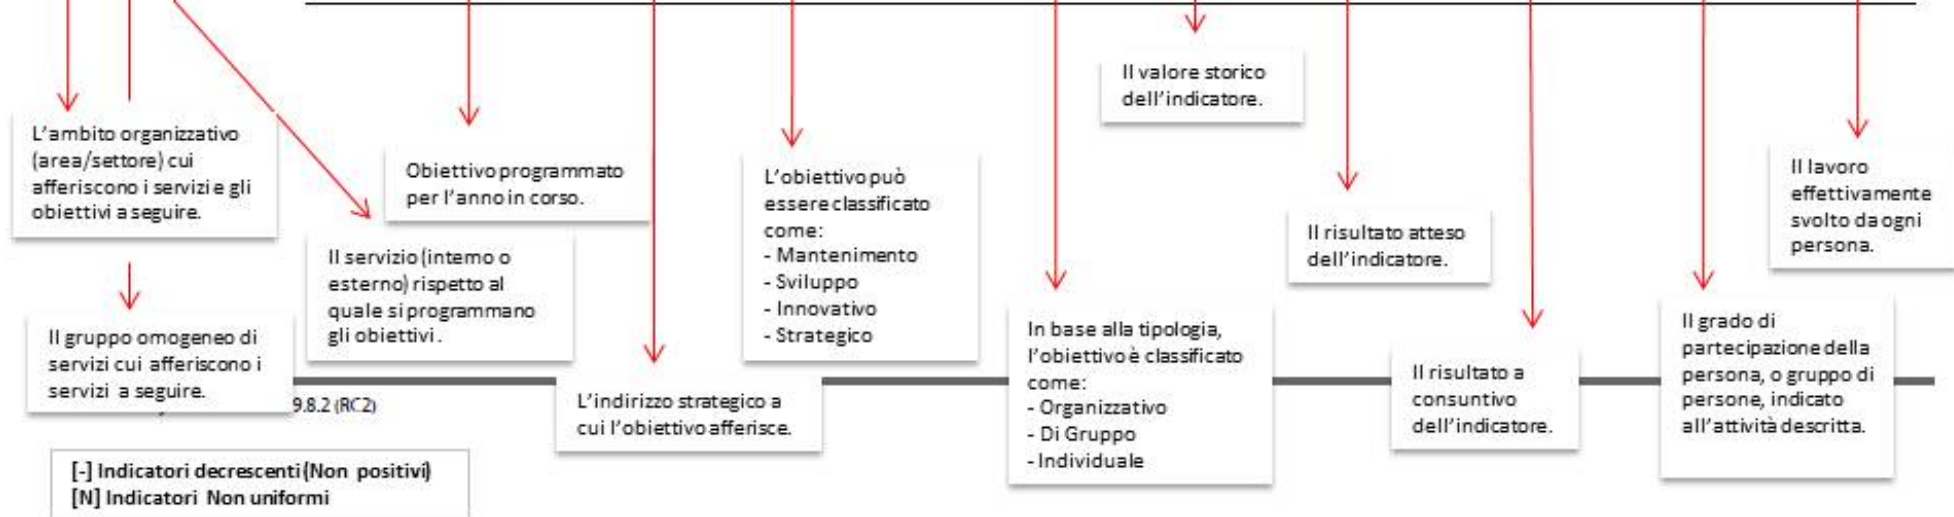 L'ambito organizzativo
(area/settore) cui
afferiscono i servizi e gli
obiettivi a seguire.
Il gruppo omogeneo di
servizi cui afferiscono i
servizi a seguire.
Il servizio (interno o
esterno) rispetto al
quale si programmano
gli obiettivi.
Obiettivo programmato
per l'anno in corso.
L'indirizzo strategico a
cui l'obiettivo afferisce.
L'obiettivo può
essere classificato
come:
- Mantenimento
- Sviluppo
- Innovativo
- Strategico
In base alla tipologia,
l'obiettivo è classificato
come:
- Organizzativo
- Di Gruppo
- Individuale
Il valore storico
dell'indicatore.
Il risultato atteso
dell'indicatore.
Il risultato a
consuntivo
dell'indicatore.
Il grado di
partecipazione della
persona, o gruppo di
persone, indicato
all'attività descritta.
Il lavoro
effettivamente
svolto da ogni
persona.
9.8.2 (RC2)
[-] Indicatori decrescenti (Non positivi)
[N] Indicatori Non uniformi